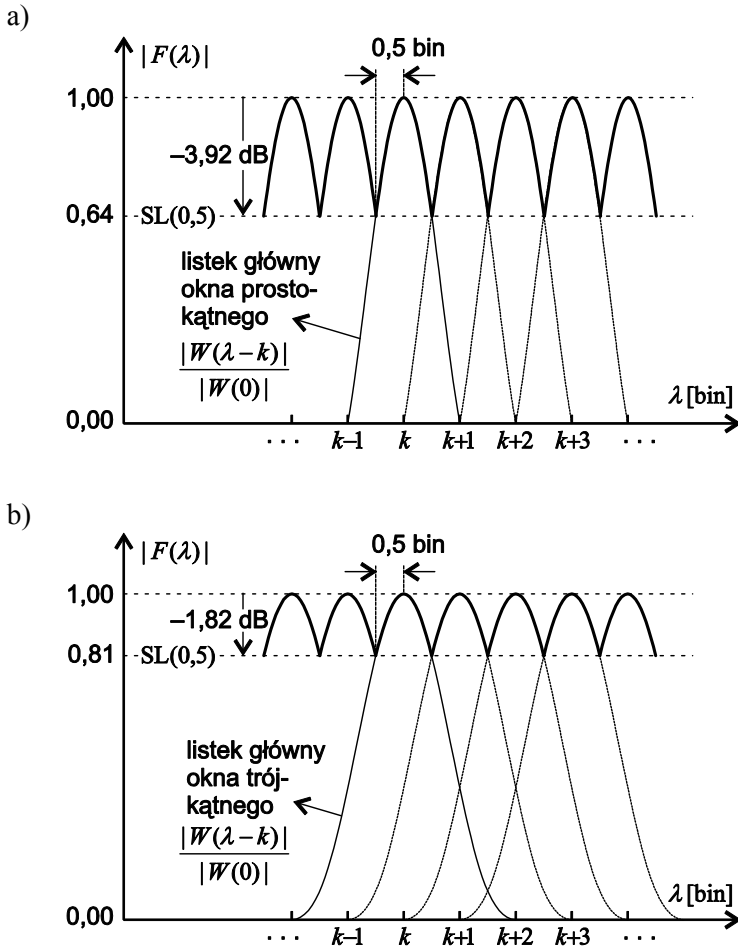 a)
|F(λ)|
0,5 bin
1,00
–3,92 dB
0,64
SL(0,5)
listek główny
okna prosto-
kątnego
|W(λ – k)|
|W(0)|
λ [bin]
0,00
· · · k–1 k k+1 k+2 k+3 · · ·
b)
|F(λ)|
0,5 bin
1,00
–1,82 dB
0,81
SL(0,5)
listek główny
okna trój-
kątnego
|W(λ – k)|
|W(0)|
λ [bin]
0,00
· · · k–1 k k+1 k+2 k+3 · · ·